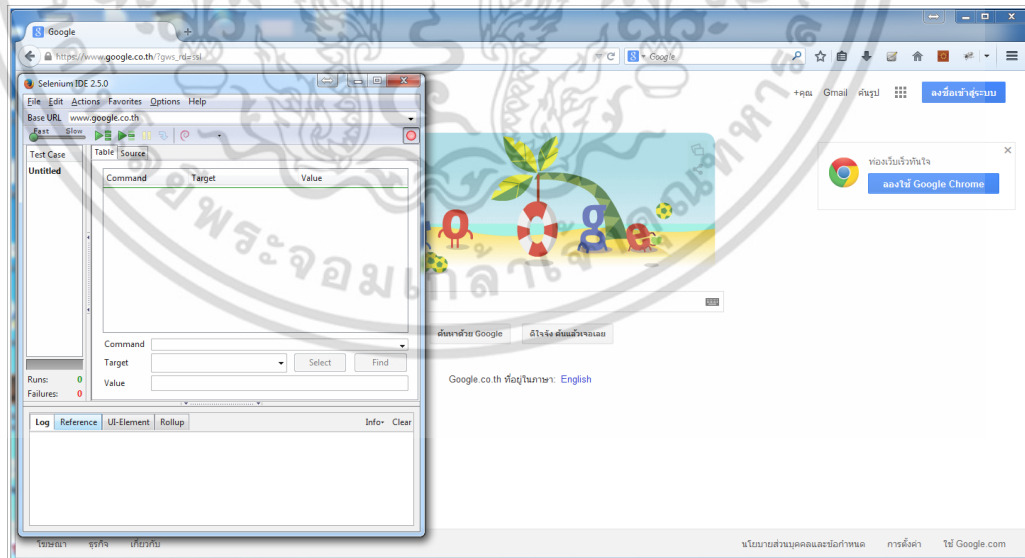 Google
https://www.google.co.th/?gws_rd=ssl
Google
Selenium IDE 2.5.0
File Edit Actions Favorites Options Help
Base URL www.google.co.th
Fast Slow
Test Case
Table Source
Untitled
Command Target Value
Command
Target Select Find
Value
Runs: 0
Failures: 0
Log Reference UI-Element Rollup Info Clear
+คุณ Gmail ค้นรูป ลงชื่อเข้าสู่ระบบ
ท่องเว็บเร็วทันใจ
ลองใช้ Google Chrome
ค้นหาด้วย Google ดีใจจัง ค้นแล้วเจอเลย
Google.co.th ที่อยู่ในภาษา: English
โฆษณา ธุรกิจ เกี่ยวกับ
นโยบายส่วนบุคคลและข้อกำหนด การตั้งค่า ใช้ Google.com